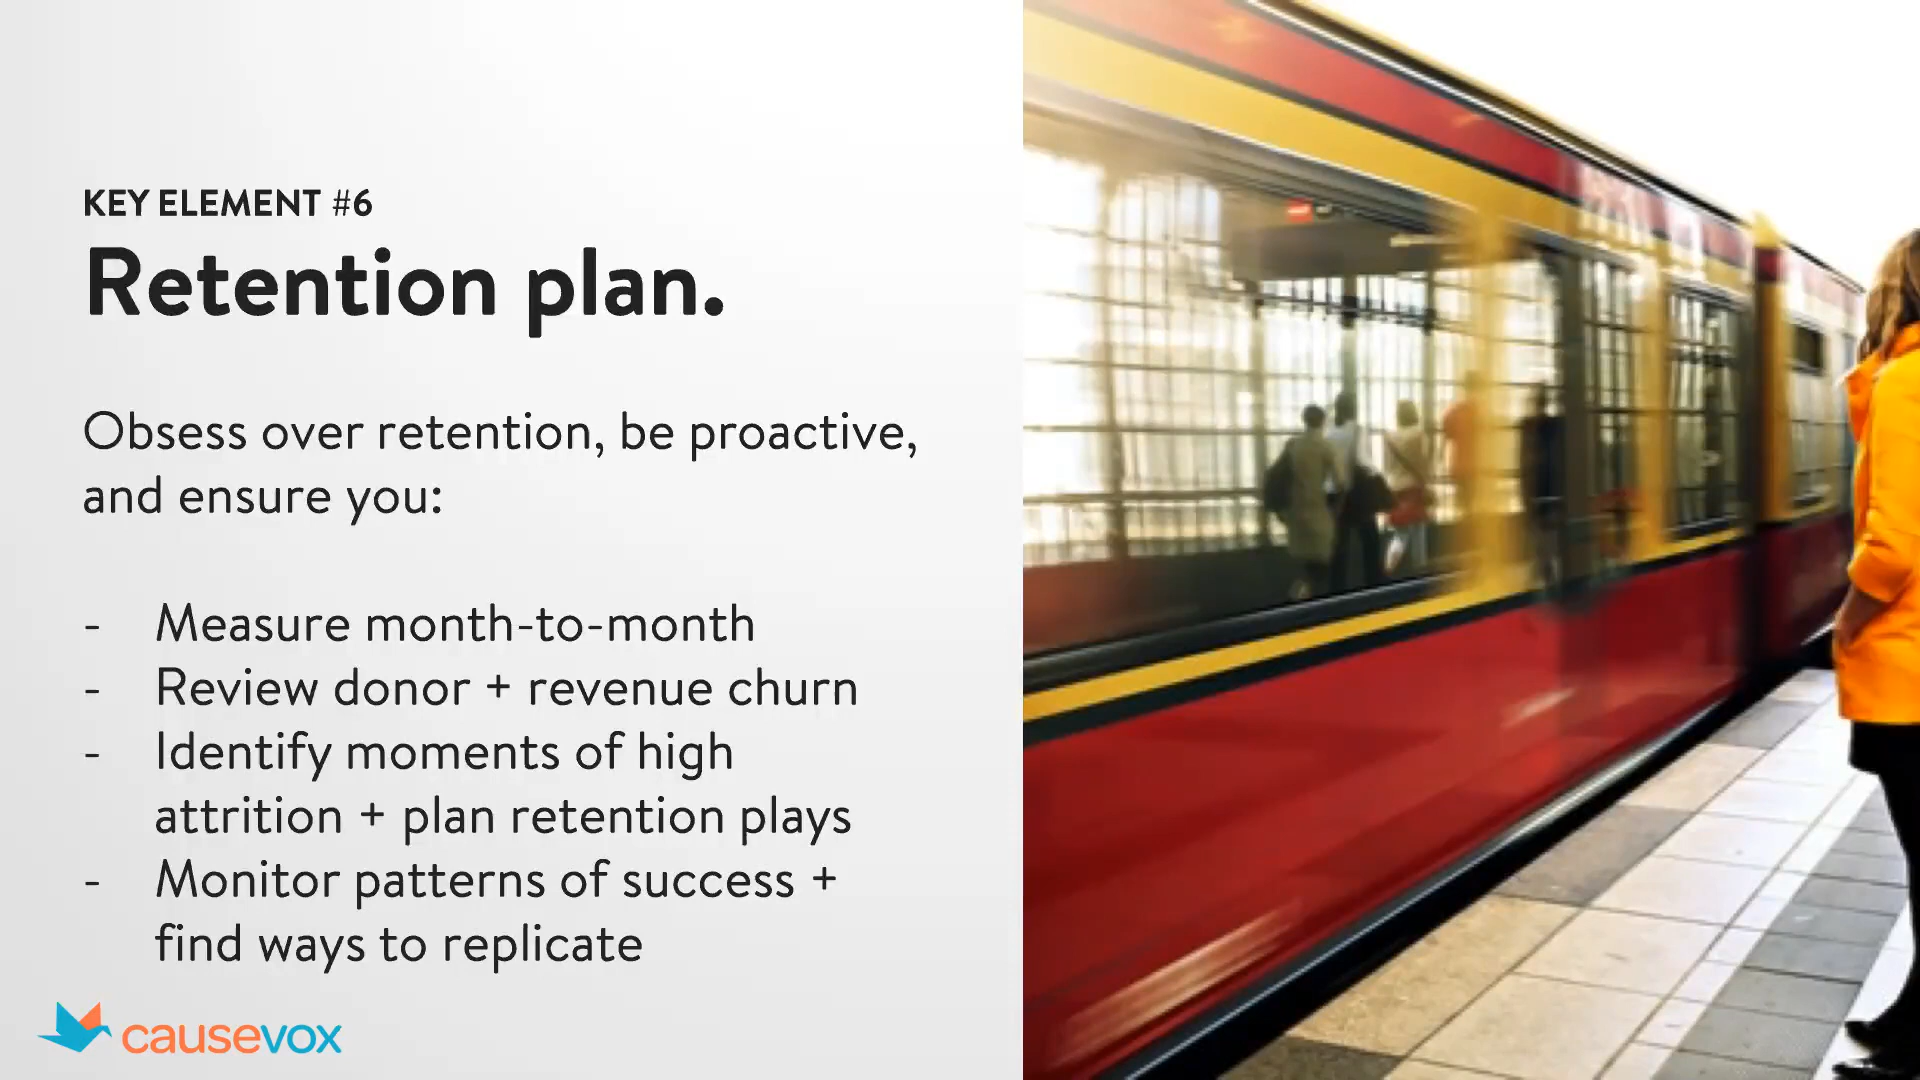 KEY ELEMENT #6
Retention plan.
Obsess over retention, be proactive,
and ensure you:
- Measure month-to-month
- Review donor + revenue churn
- Identify moments of high
attrition + plan retention plays
- Monitor patterns of success +
find ways to replicate
causevox